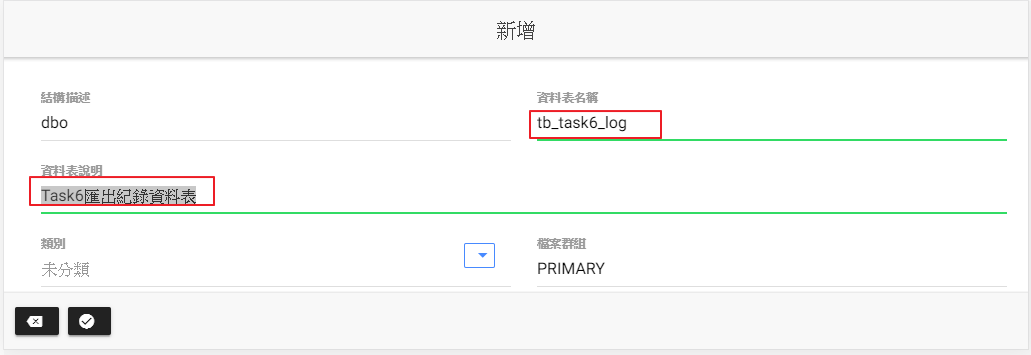 新增
結構描述
資料表名稱
dbo
tb_task6_log
資料表說明
Task6匯出紀錄資料表
類別
檔案群組
未分類
PRIMARY